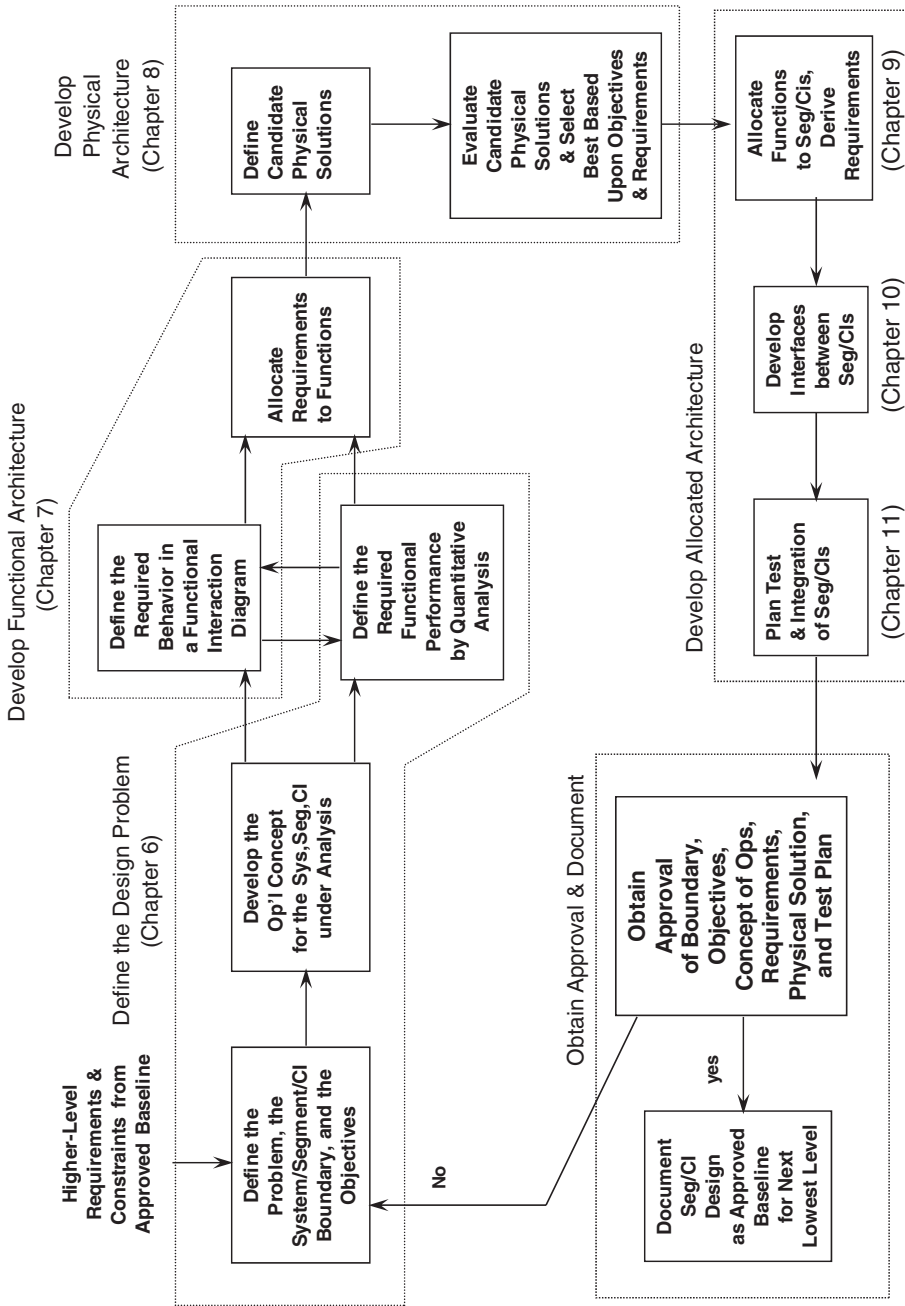 Higher-Level
Requirements &
Constraints from
Approved Baseline
Define the Design Problem
(Chapter 6)
Define the
Problem, the
System/Segment/CI
Boundary, and the
Objectives
Develop the
Op'l Concept
for the Sys,Seg,CI
under Analysis
Develop Functional Architecture
(Chapter 7)
Define the
Required
Behavior in
a Functional
Interaction
Diagram
Define the
Required
Functional
Performance
by Quantitative
Analysis
Allocate
Requirements
to Functions
Develop
Physical
Architecture
(Chapter 8)
Define
Candidate
Physical
Solutions
Evaluate
Candidate
Physical
Solutions
& Select
Best Based
Upon Objectives
& Requirements
Develop Allocated Architecture
Allocate
Functions
to Seg/Cis,
Derive
Requirements
(Chapter 9)
Develop
Interfaces
between
Seg/CIs
(Chapter 10)
Plan Test
& Integration
of Seg/CIs
(Chapter 11)
Obtain Approval & Document
Obtain
Approval
of Boundary,
Objectives,
Concept of Ops,
Requirements,
Physical Solution,
and Test Plan
No
yes
Document
Seg/CI
Design
as Approved
Baseline
for Next
Lowest Level